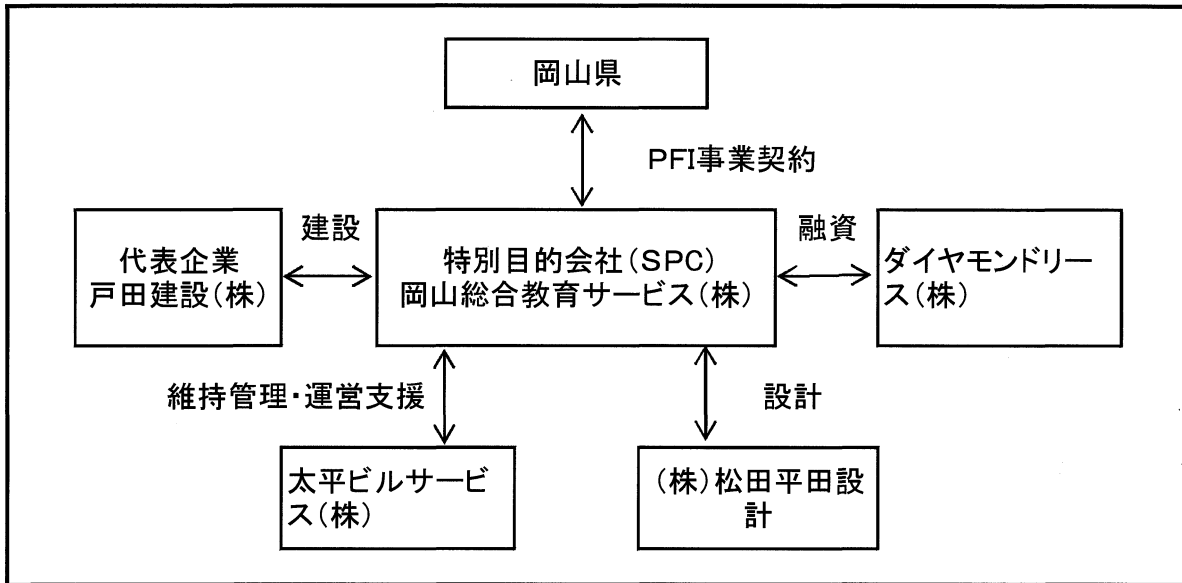 岡山県
PFI事業契約
建設
融資
代表企業
戸田建設(株)
特別目的会社(SPC)
岡山総合教育サービス(株)
ダイヤモンドリー
ス(株)
維持管理・運営支援
設計
太平ビルサービ
ス(株)
(株)松田平田設
計